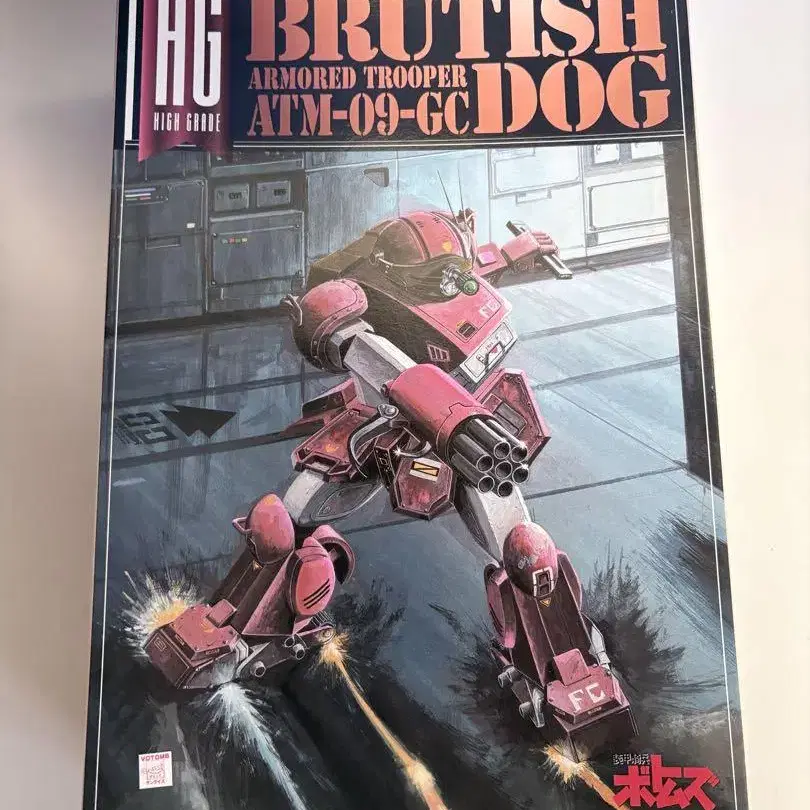 HG
HIGH GRADE
BRUTISH
ARMORED TROOPER
ATM-09-GC
DOG
FC
FC
VOTOMS
装甲騎兵
ボトムズ